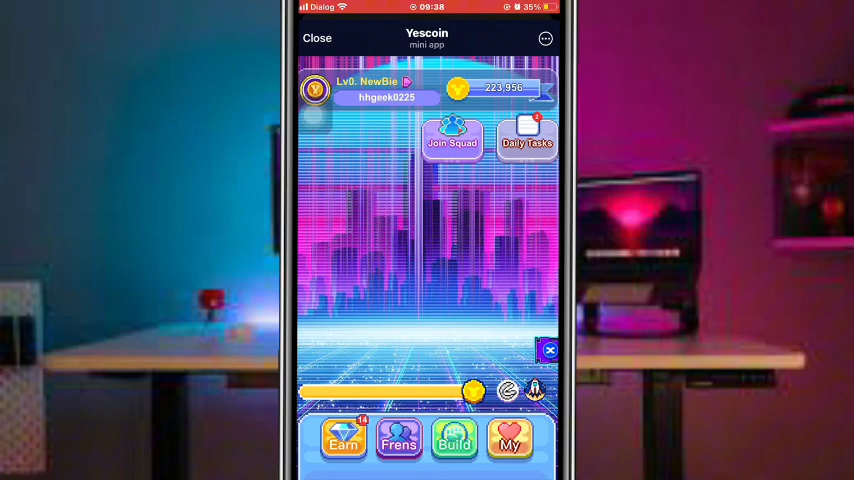 Dialog 09:38 35%
Close
Yescoin
mini app
Lv0. NewBie
hhgeek0225
223,956
Join Squad
2
Daily Tasks
14
Earn
Frens
Build
My